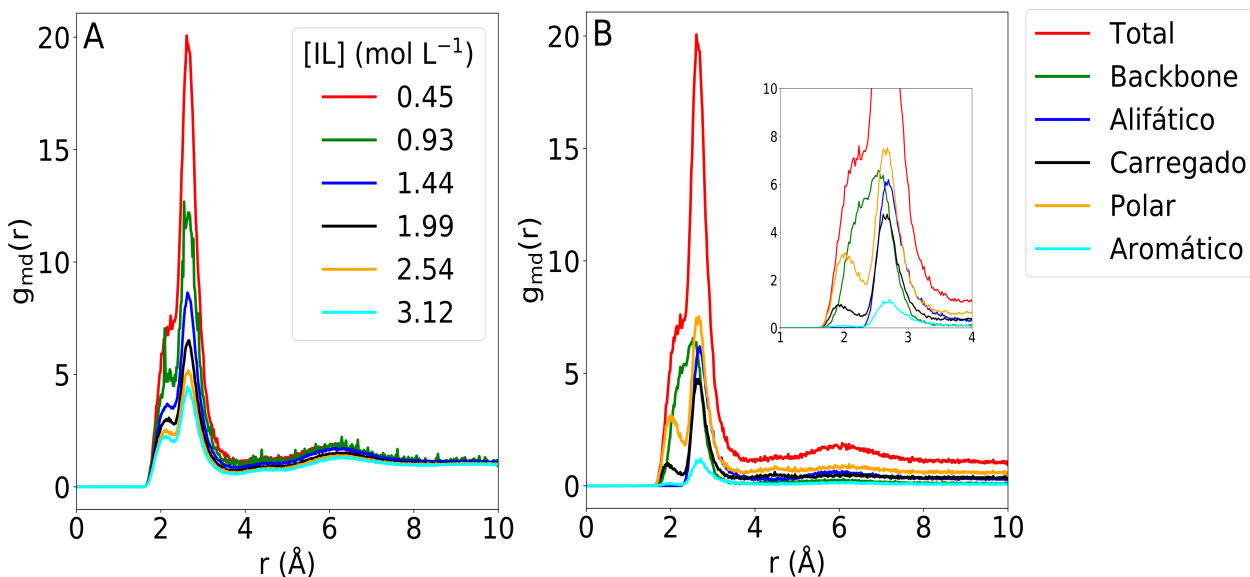 A
[IL] (mol L⁻¹)
0.45
0.93
1.44
1.99
2.54
3.12
20
15
10
5
0
g_md(r)
0 2 4 6 8 10
r (Å)
B
20
15
10
5
0
g_md(r)
0 2 4 6 8 10
r (Å)
10
8
6
4
2
0
1 2 3 4
Total
Backbone
Alifático
Carregado
Polar
Aromático